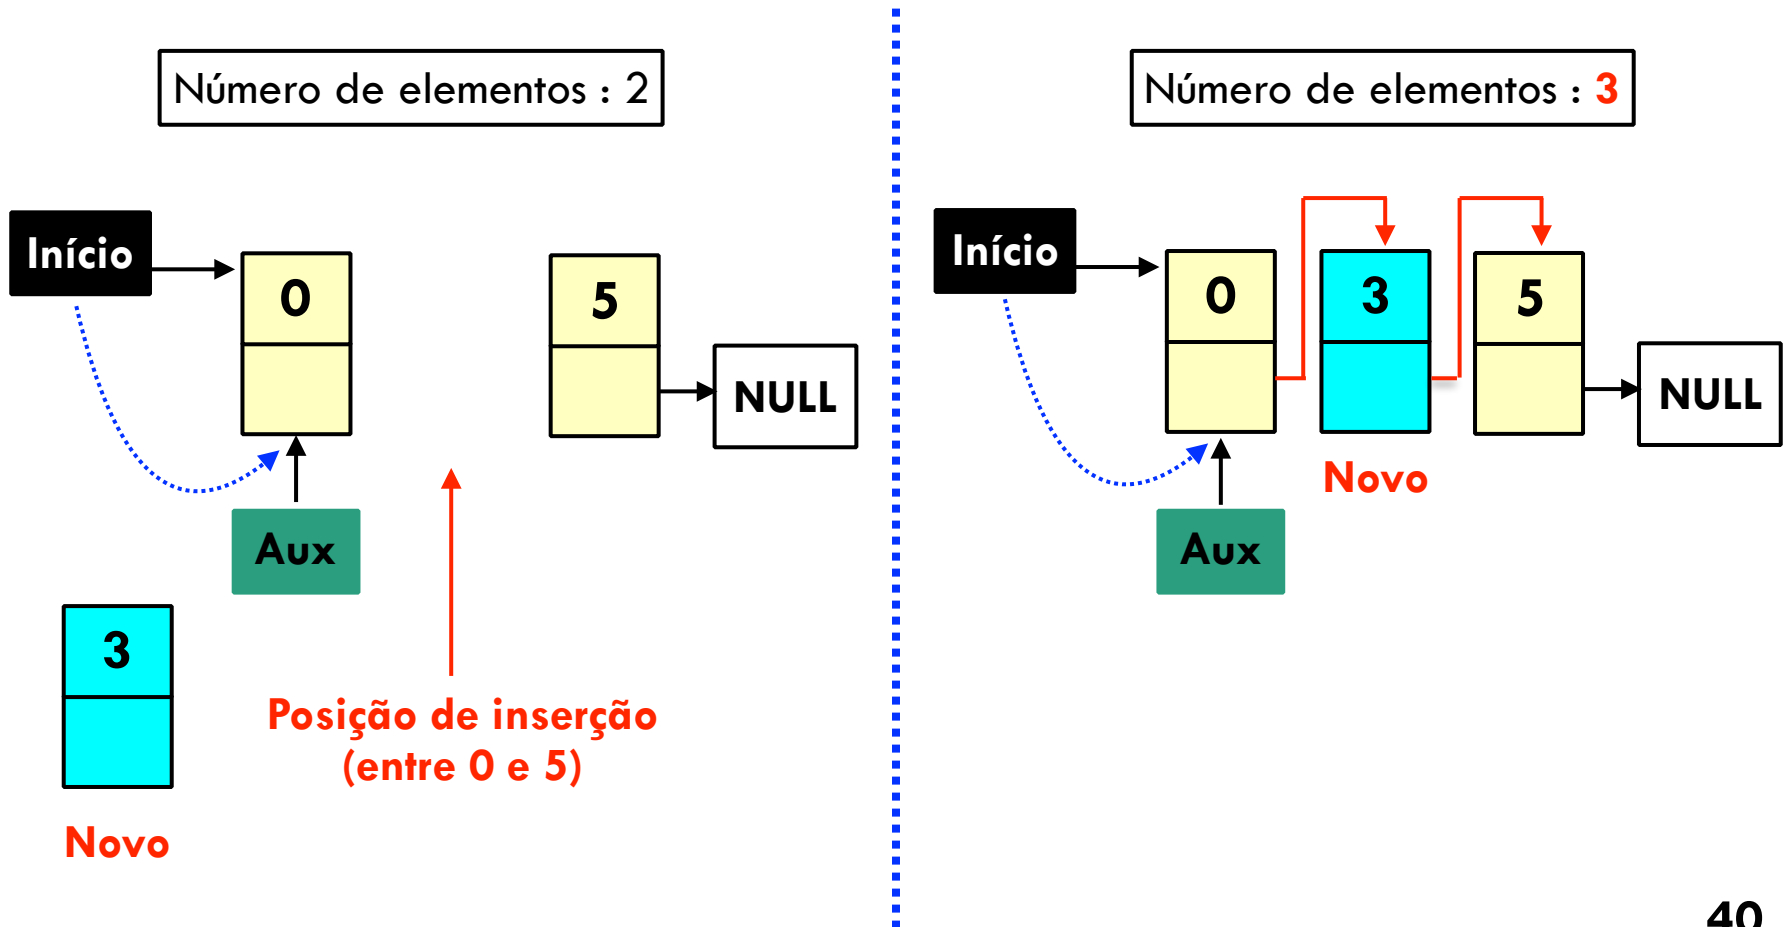 Número de elementos : 2
Início
0
5
NULL
Aux
3
Posição de inserção
(entre 0 e 5)
Novo
Número de elementos : 3
Início
0
3
5
NULL
Novo
Aux
40